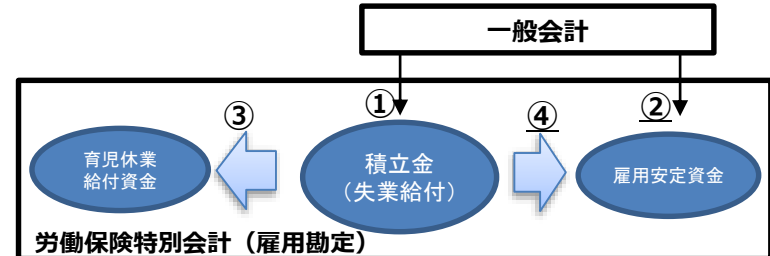 一般会計
③
①
④
②
育児休業
給付資金
積立金
(失業給付)
雇用安定資金
労働保険特別会計（雇用勘定）